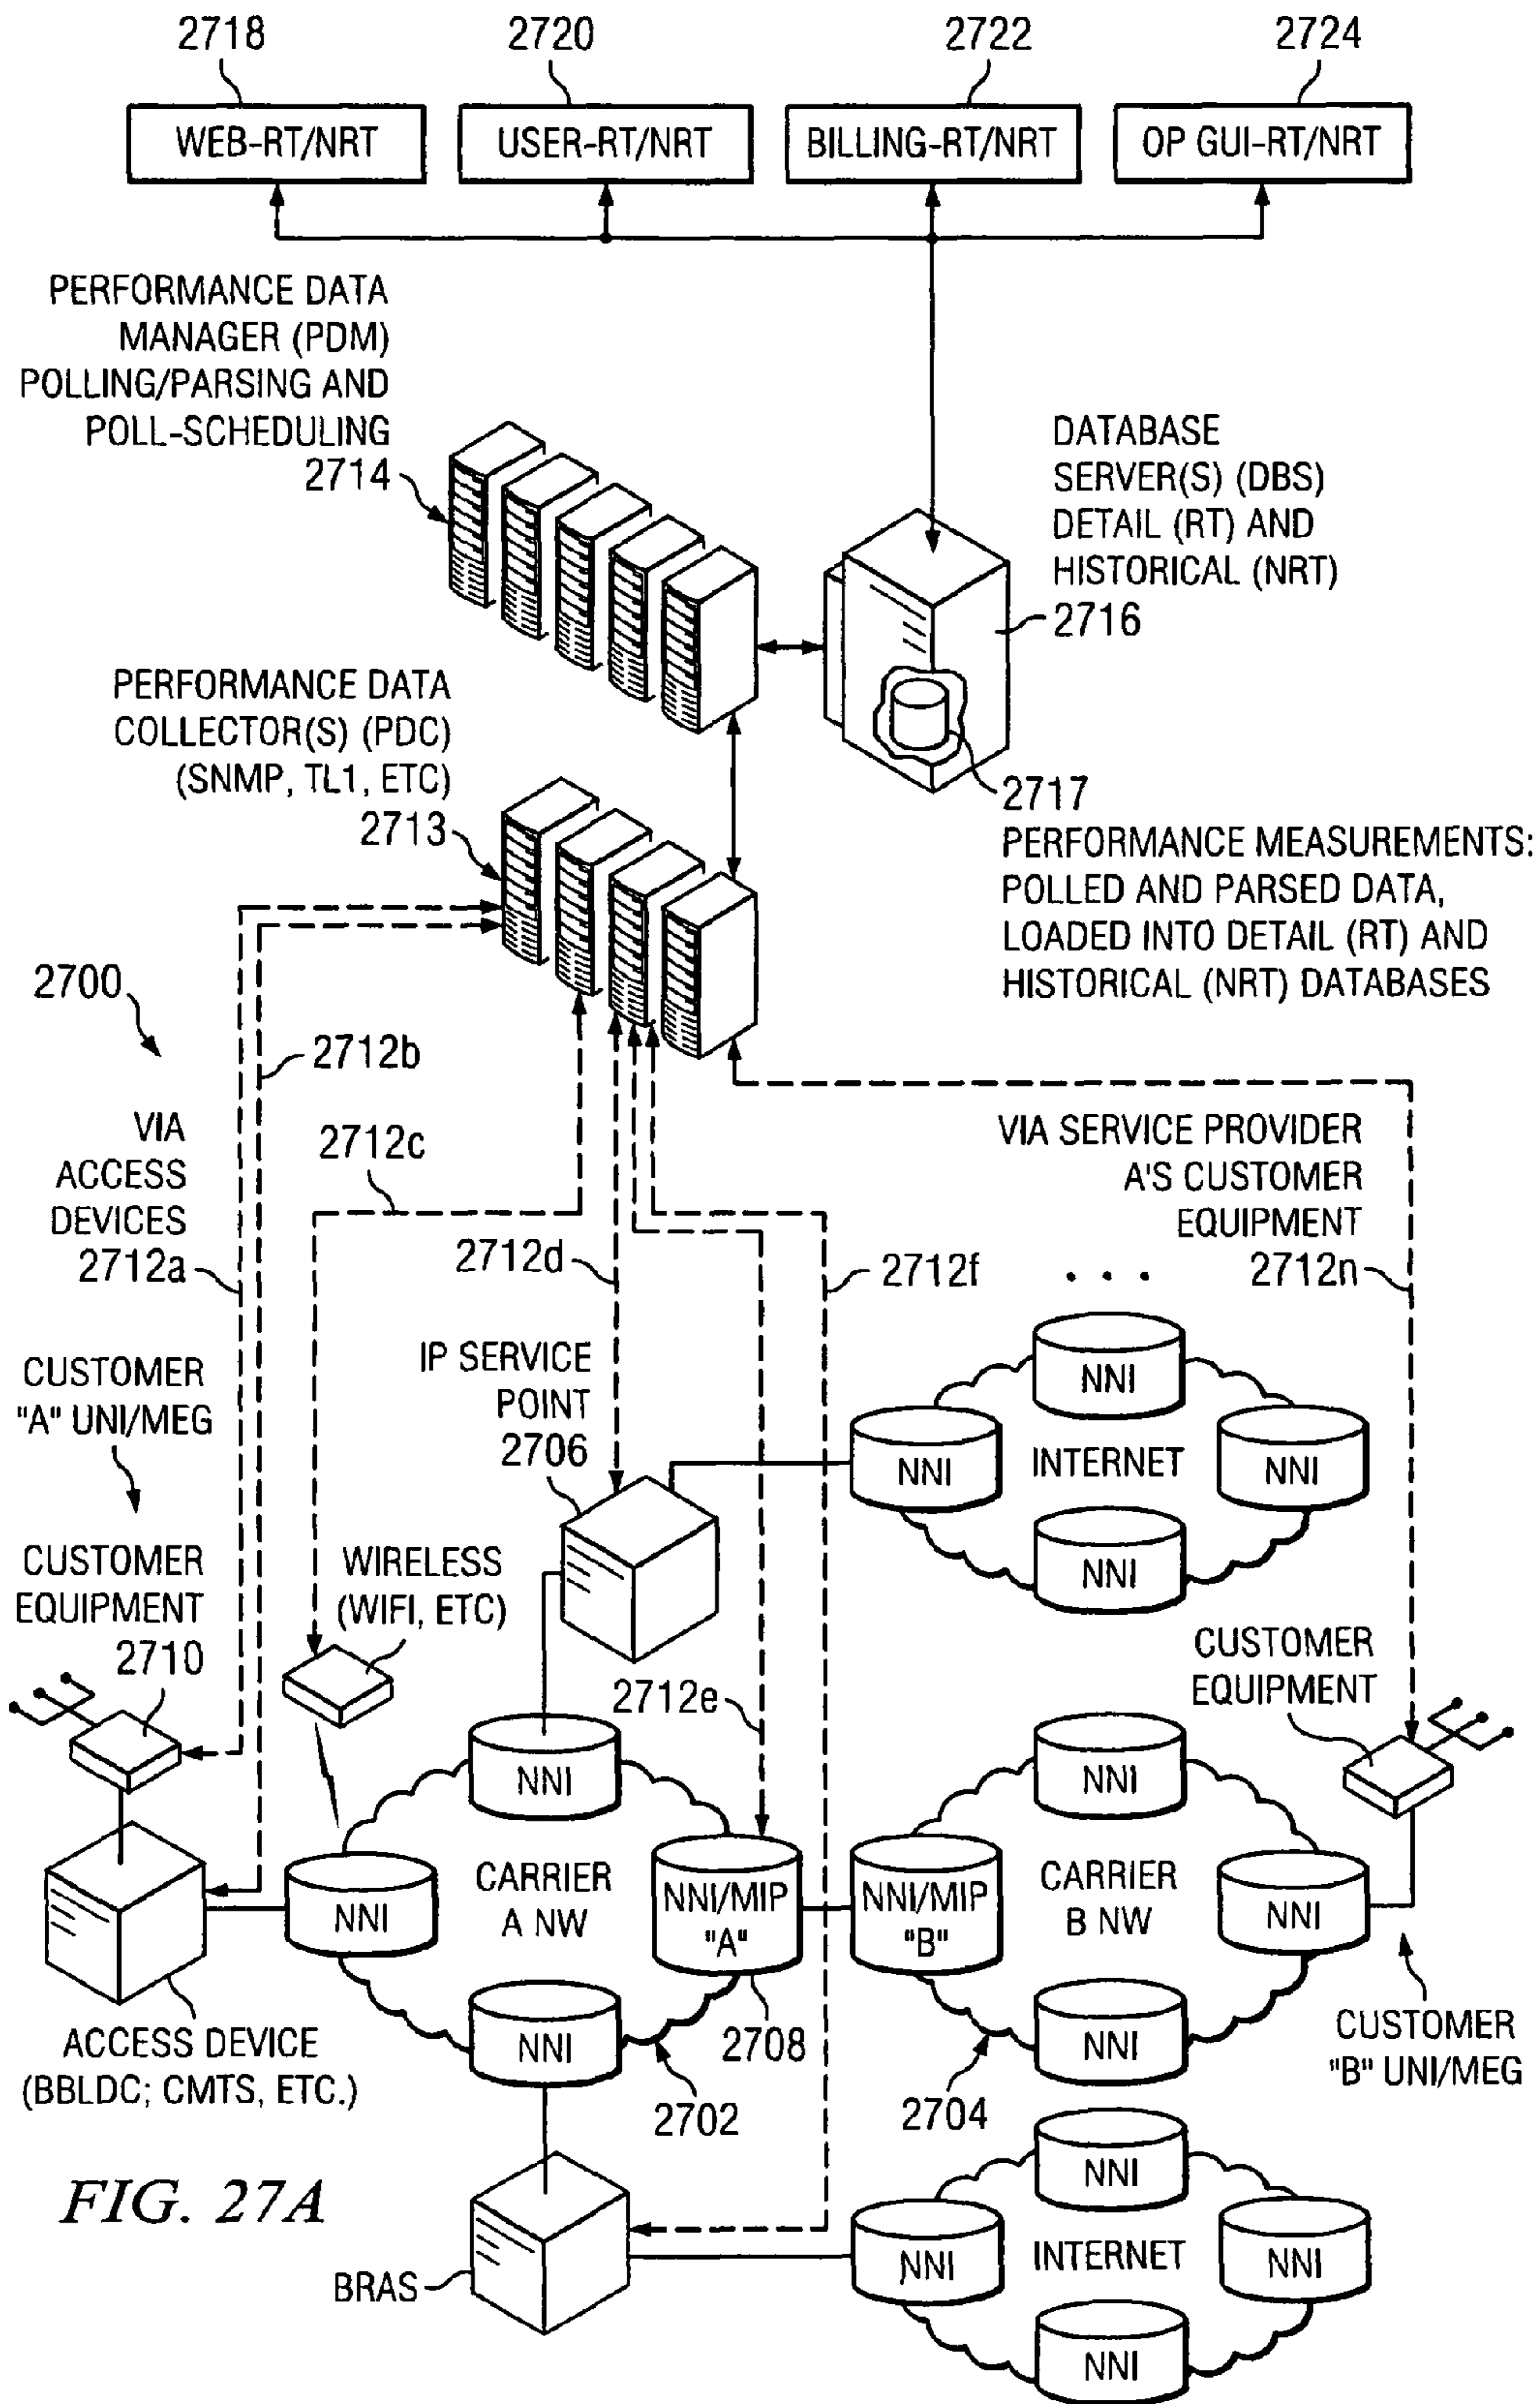 2718
2720
2722
2724
WEB-RT/NRT
USER-RT/NRT
BILLING-RT/NRT
OP GUI-RT/NRT
PERFORMANCE DATA
MANAGER (PDM)
POLLING/PARSING AND
POLL-SCHEDULING
2714
DATABASE
SERVER(S) (DBS)
DETAIL (RT) AND
HISTORICAL (NRT)
2716
PERFORMANCE DATA
COLLECTOR(S) (PDC)
(SNMP, TL1, ETC)
2713
2717
PERFORMANCE MEASUREMENTS:
POLLED AND PARSED DATA,
LOADED INTO DETAIL (RT) AND
HISTORICAL (NRT) DATABASES
2700
2712b
VIA
ACCESS
DEVICES
2712a
2712c
2712d
VIA SERVICE PROVIDER
A'S CUSTOMER
EQUIPMENT
2712n
2712f
. . .
CUSTOMER
"A" UNI/MEG
IP SERVICE
POINT
2706
NNI
NNI
INTERNET
NNI
NNI
CUSTOMER
EQUIPMENT
2710
WIRELESS
(WIFI, ETC)
2712e
CUSTOMER
EQUIPMENT
NNI
NNI
NNI
CARRIER
A NW
NNI/MIP
"A"
NNI/MIP
"B"
CARRIER
B NW
NNI
NNI
NNI
2708
2702
2704
ACCESS DEVICE
(BBLDC; CMTS, ETC.)
CUSTOMER
"B" UNI/MEG
NNI
NNI
INTERNET
NNI
NNI
BRAS
FIG. 27A